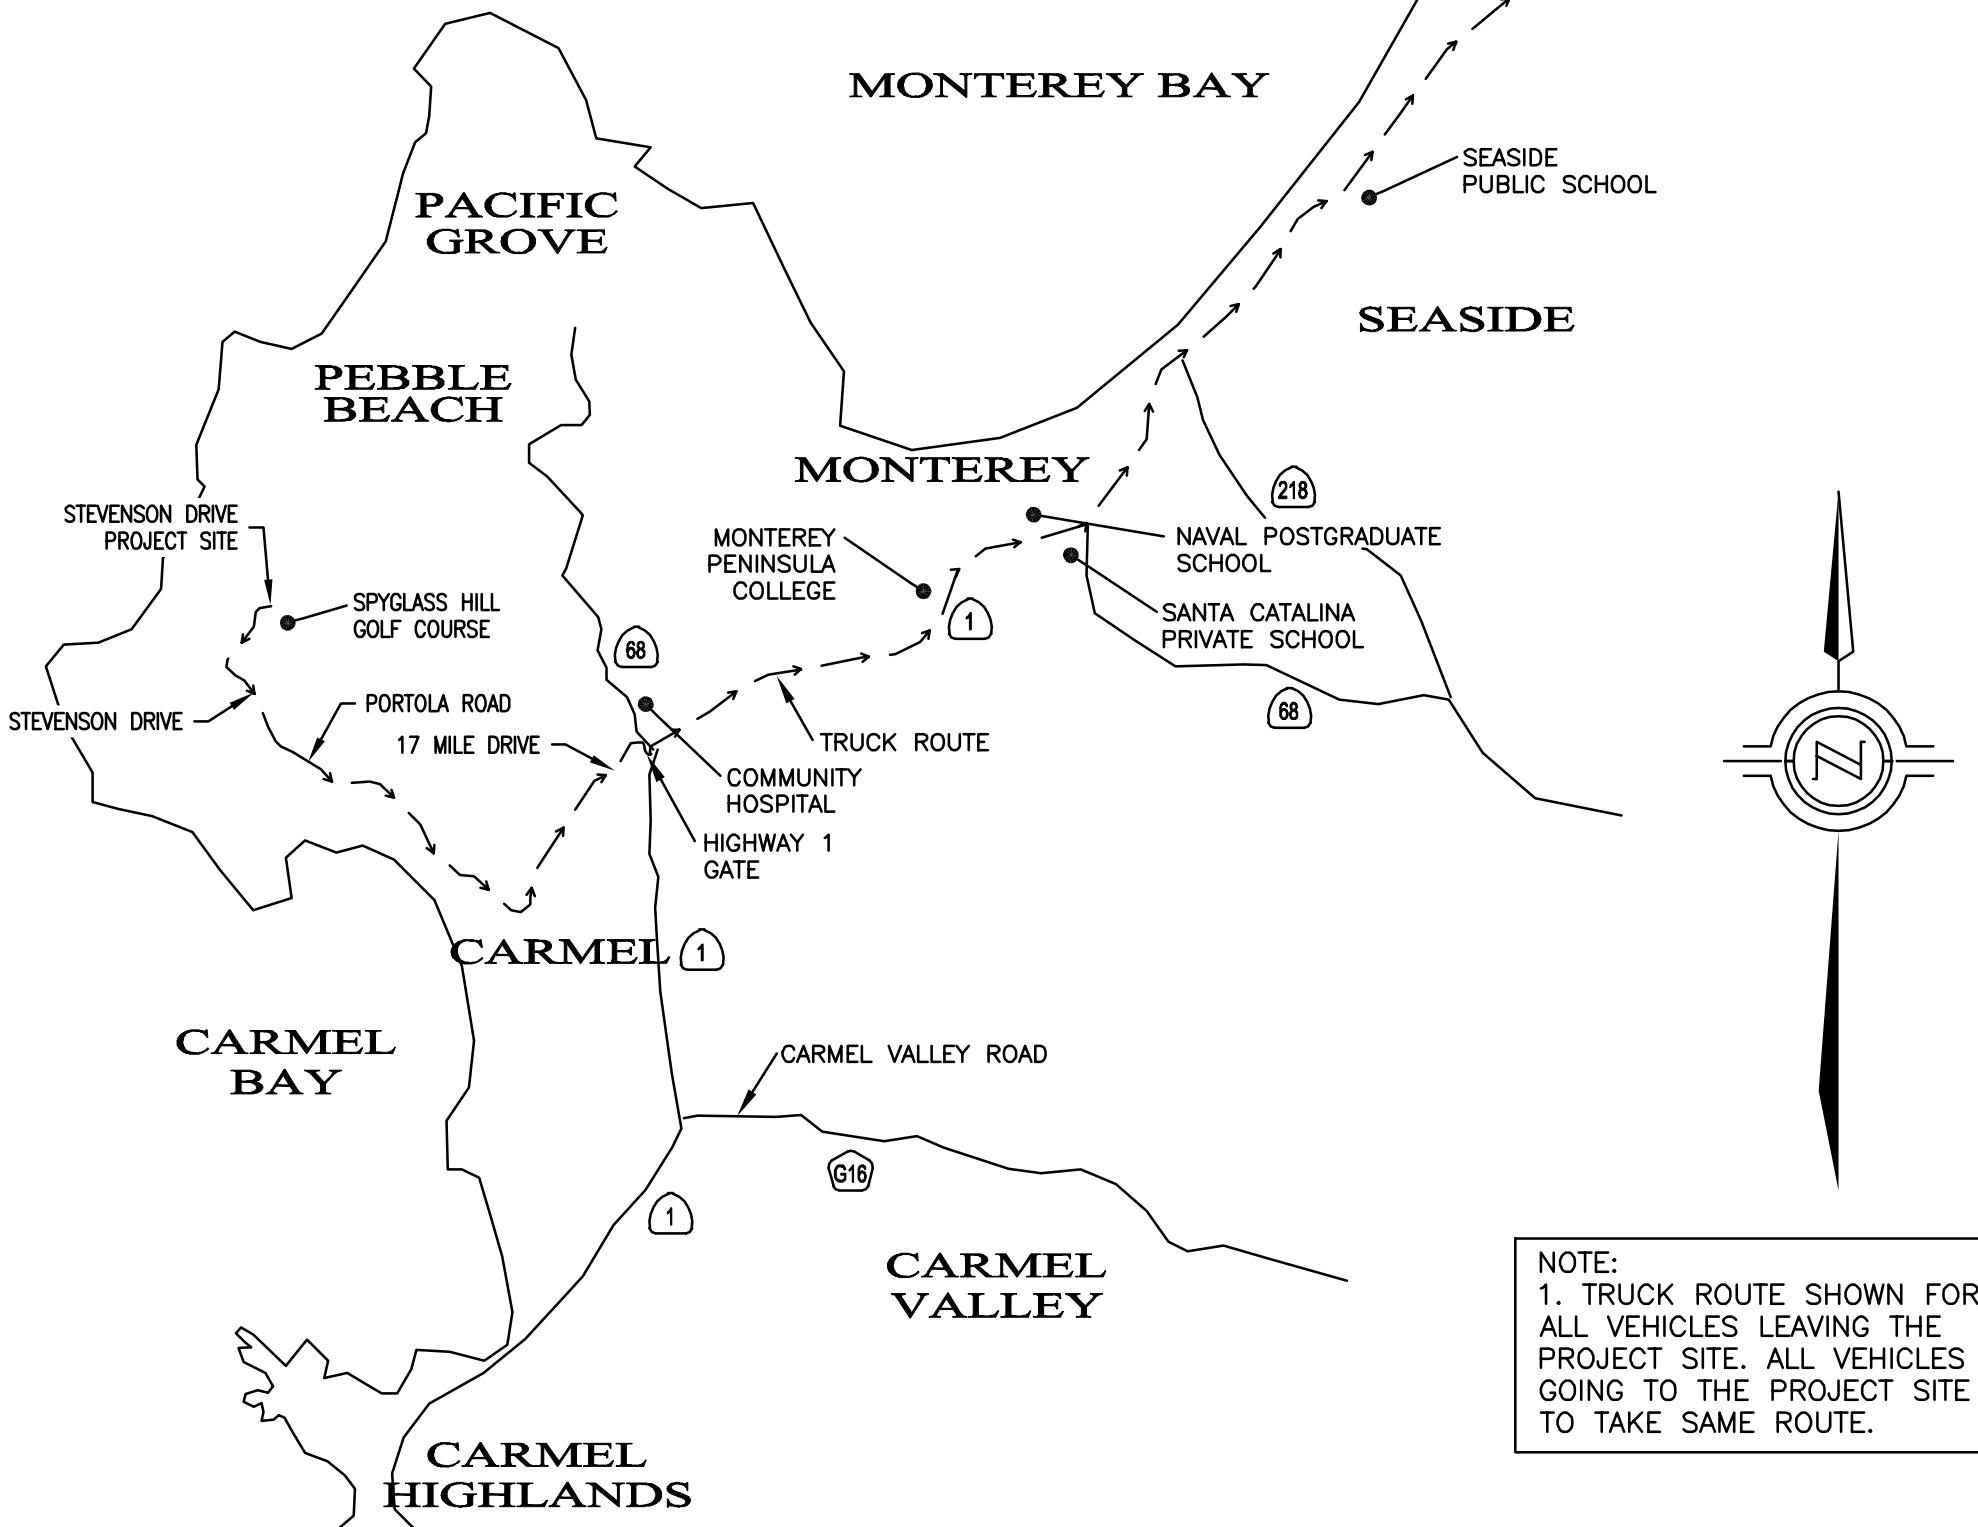 MONTEREY BAY
SEASIDE
PUBLIC SCHOOL
PACIFIC
GROVE
SEASIDE
PEBBLE
BEACH
MONTEREY
218
STEVENSON DRIVE
PROJECT SITE
MONTEREY
PENINSULA
COLLEGE
NAVAL POSTGRADUATE
SCHOOL
SPYGLASS HILL
GOLF COURSE
1
SANTA CATALINA
PRIVATE SCHOOL
68
PORTOLA ROAD
STEVENSON DRIVE
68
17 MILE DRIVE
TRUCK ROUTE
COMMUNITY
HOSPITAL
HIGHWAY 1
GATE
N
CARMEL
1
CARMEL
BAY
CARMEL VALLEY ROAD
G16
1
CARMEL
VALLEY
NOTE:
1. TRUCK ROUTE SHOWN FOR
ALL VEHICLES LEAVING THE
PROJECT SITE. ALL VEHICLES
GOING TO THE PROJECT SITE
TO TAKE SAME ROUTE.
CARMEL
HIGHLANDS